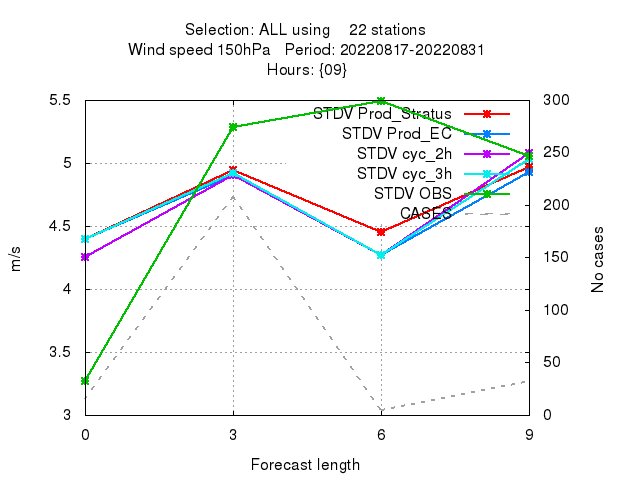 Selection: ALL using 22 stations
Wind speed 150hPa Period: 20220817-20220831
Hours: {09}
STDV Prod_Stratus
STDV Prod_EC
STDV cyc_2h
STDV cyc_3h
STDV OBS
CASES
5.5
5
4.5
4
3.5
3
m/s
300
250
200
150
100
50
0
No cases
0 3 6 9
Forecast length